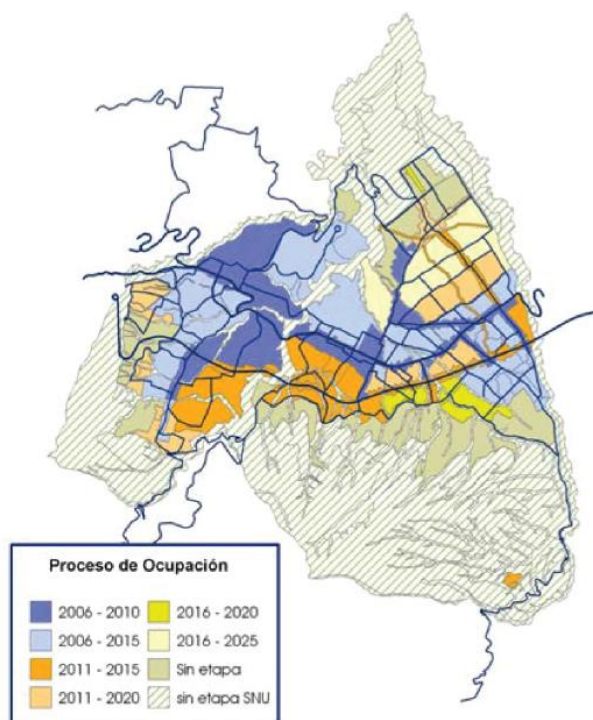 Proceso de Ocupación
2006 - 2010
2016 - 2020
2006 - 2015
2016 - 2025
2011 - 2015
Sin etapa
2011 - 2020
sin etapa SNU